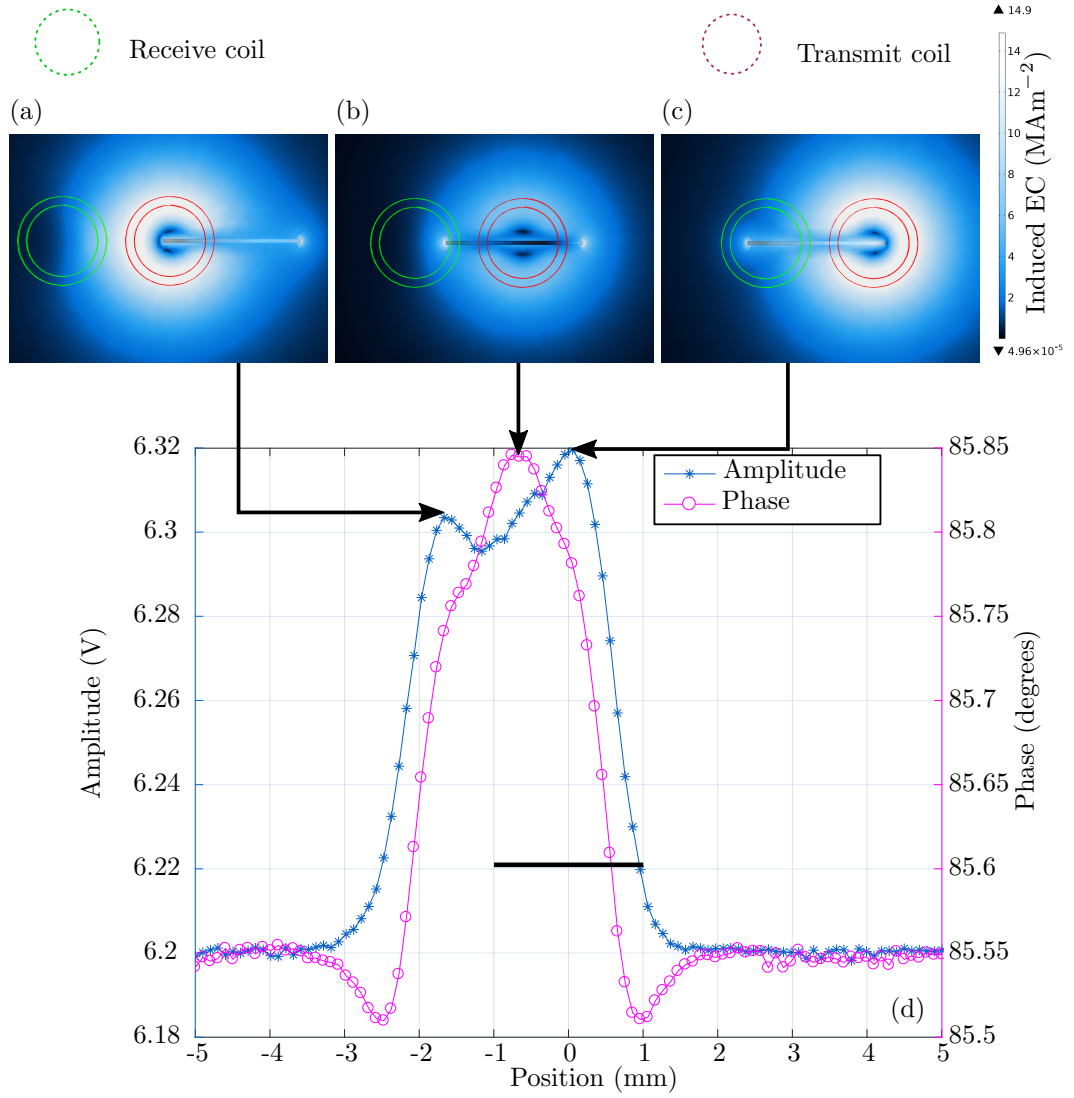 Receive coil
Transmit coil
(a)
(b)
(c)
▲ 14.9
14
12
10
8
6
4
2
▼ 4.96×10⁻⁵
Induced EC (MAm⁻²)
6.32
6.3
6.28
6.26
6.24
6.22
6.2
6.18
Amplitude (V)
Amplitude
Phase
85.85
85.8
85.75
85.7
85.65
85.6
85.55
85.5
Phase (degrees)
(d)
-5 -4 -3 -2 -1 0 1 2 3 4 5
Position (mm)